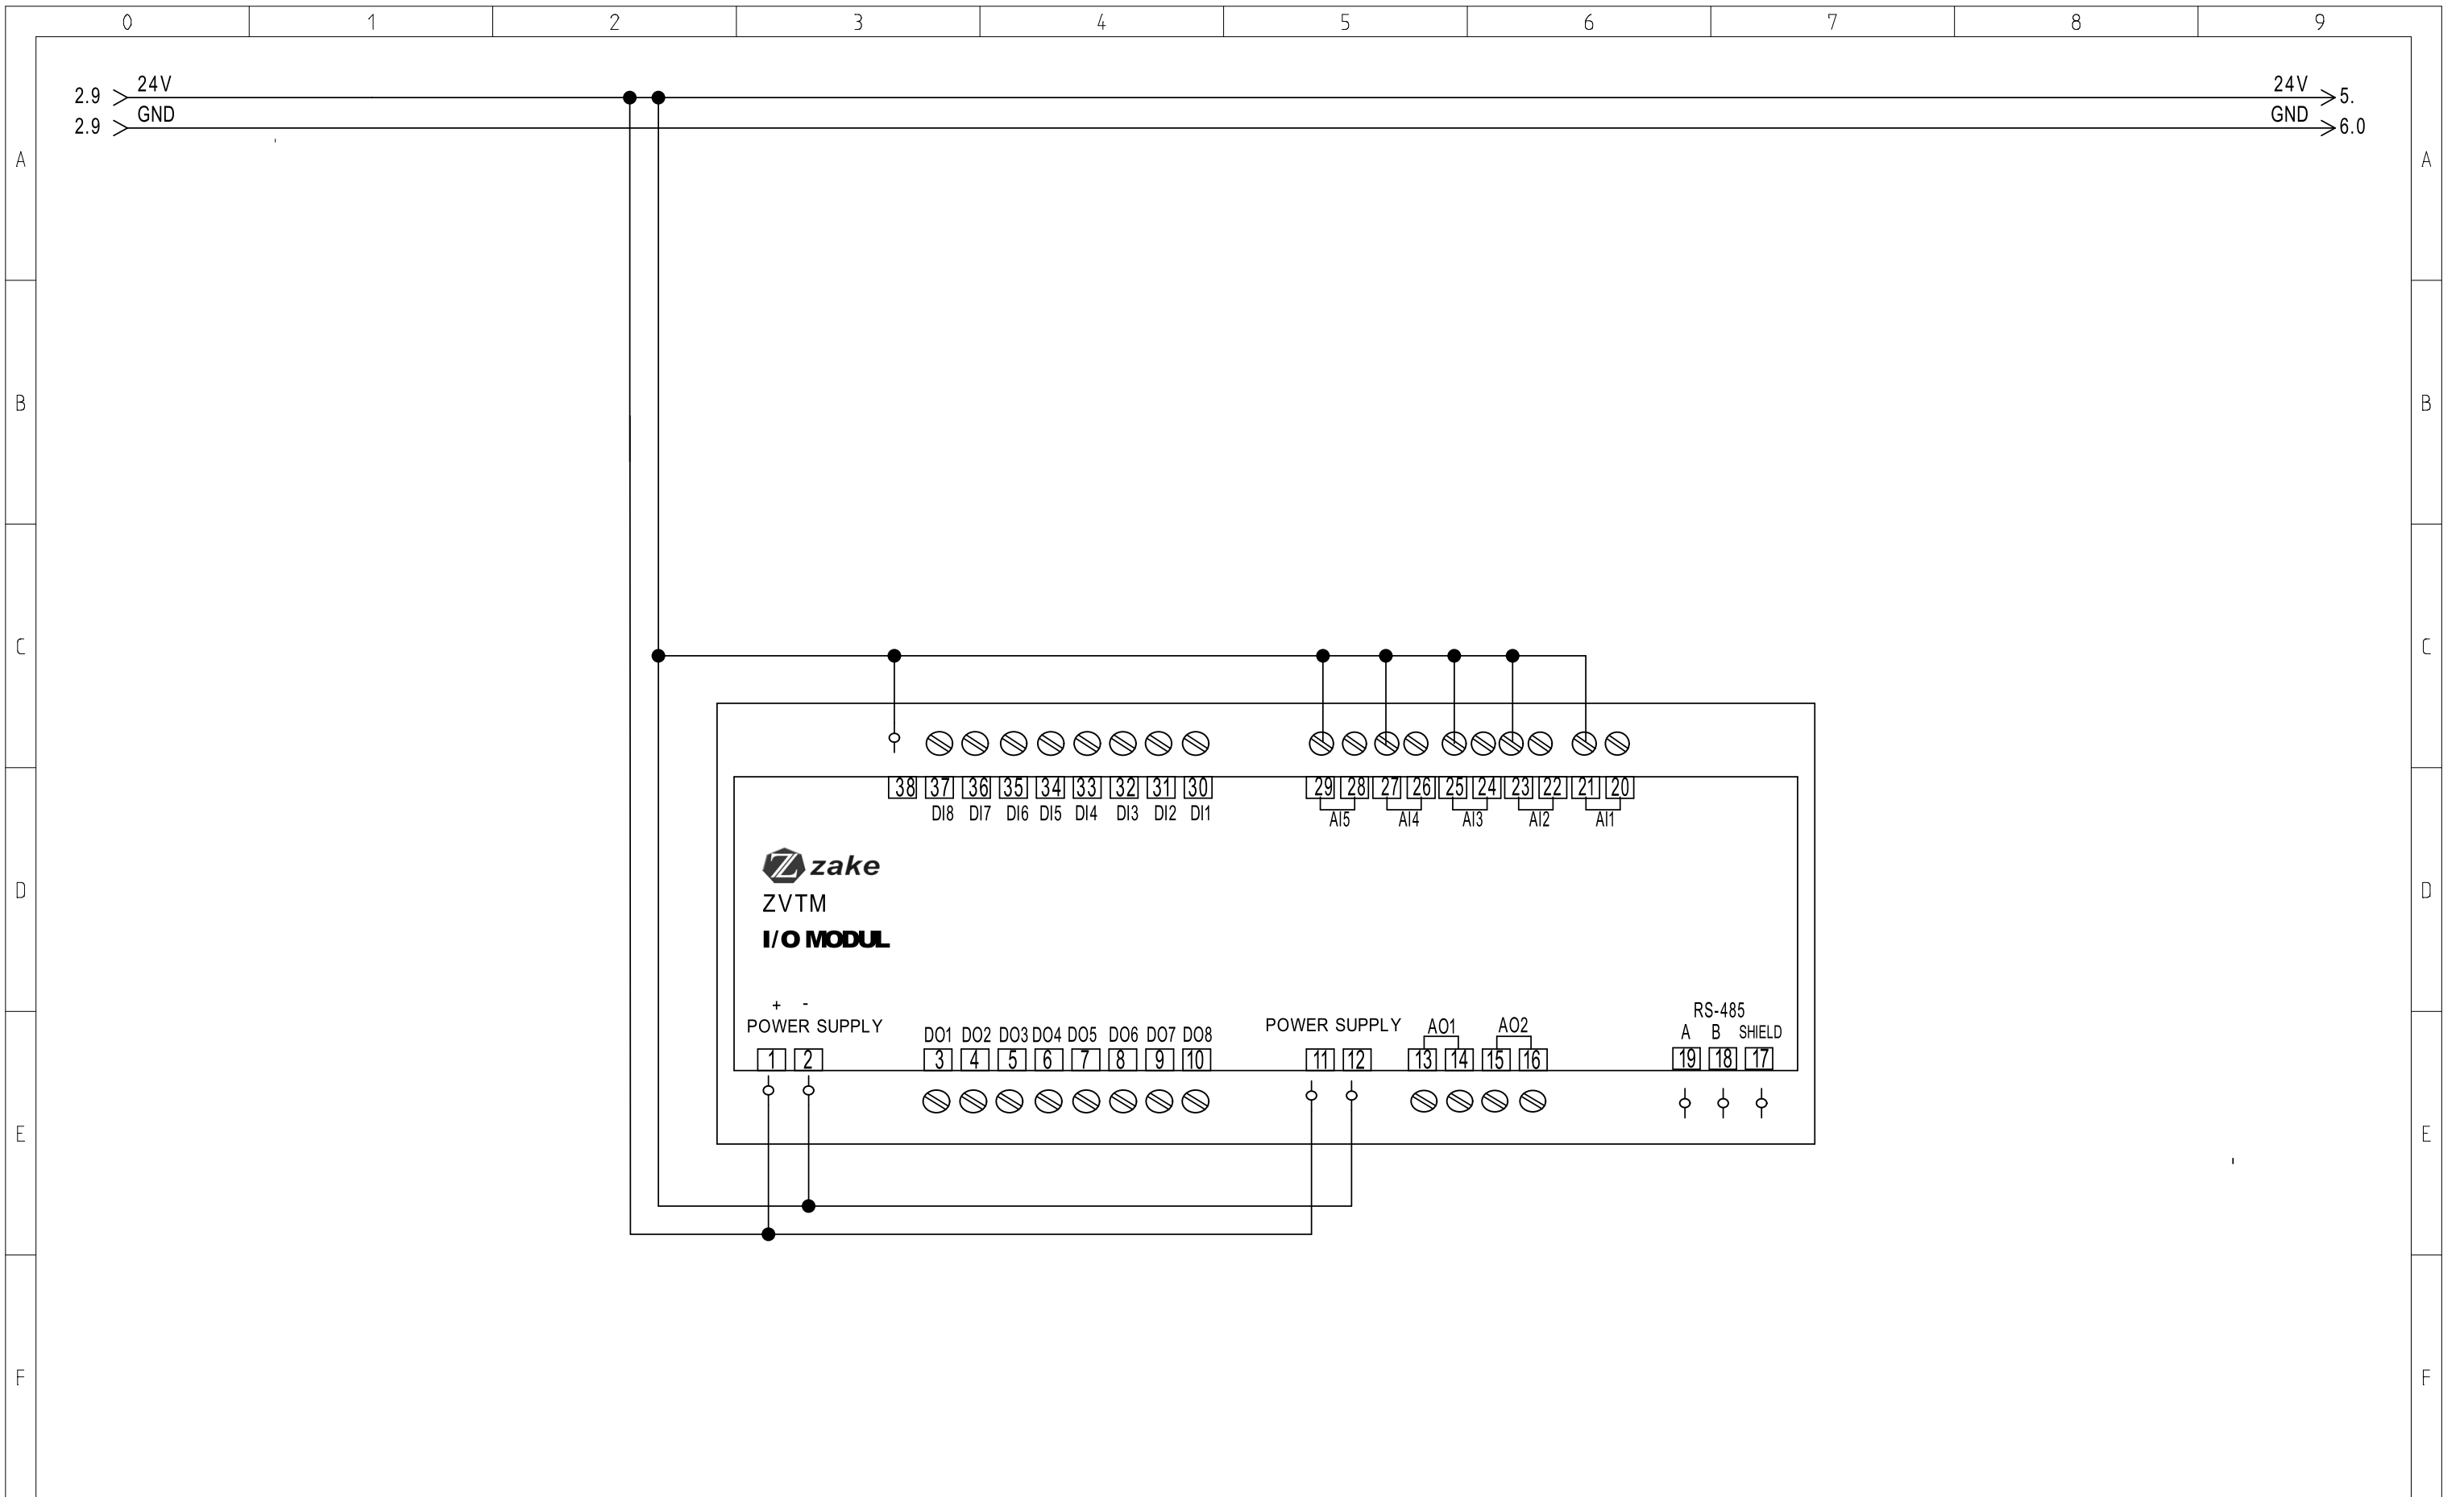 0 1 2 3 4 5 6 7 8 9
2.9 24V 24V 5.
2.9 GND GND 6.0
A A
B B
C C
38 37 36 35 34 33 32 31 30 29 28 27 26 25 24 23 22 21 20
DI8 DI7 DI6 DI5 DI4 DI3 DI2 DI1 AI5 AI4 AI3 AI2 AI1
Z zake
D D
ZVTM
I/O MODUL
+ -
RS-485
POWER SUPPLY DO1 DO2 DO3 DO4 DO5 DO6 DO7 DO8 POWER SUPPLY AO1 AO2 A B SHIELD
1 2 3 4 5 6 7 8 9 10 11 12 13 14 15 16 19 18 17
E E
F F